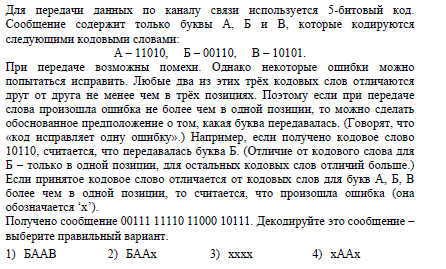 Для передачи данных по каналу связи используется 5-битовый код.
Сообщение содержит только буквы А, Б и В, которые кодируются
следующими кодовыми словами:
А – 11010, Б – 00110, В – 10101.
При передаче возможны помехи. Однако некоторые ошибки можно
попытаться исправить. Любые два из этих трёх кодовых слов отличаются
друг от друга не менее чем в трёх позициях. Поэтому если при передаче
слова произошла ошибка не более чем в одной позиции, то можно сделать
обоснованное предположение о том, какая буква передавалась. (Говорят, что
«код исправляет одну ошибку».) Например, если получено кодовое слово
10110, считается, что передавалась буква Б. (Отличие от кодового слова для
Б – только в одной позиции, для остальных кодовых слов отличий больше.)
Если принятое кодовое слово отличается от кодовых слов для букв А, Б, В
более чем в одной позиции, то считается, что произошла ошибка (она
обозначается ‘x’).
Получено сообщение 00111 11110 11000 10111. Декодируйте это сообщение –
выберите правильный вариант.
1) БААВ 2) БААx 3) xxxx 4) xААx